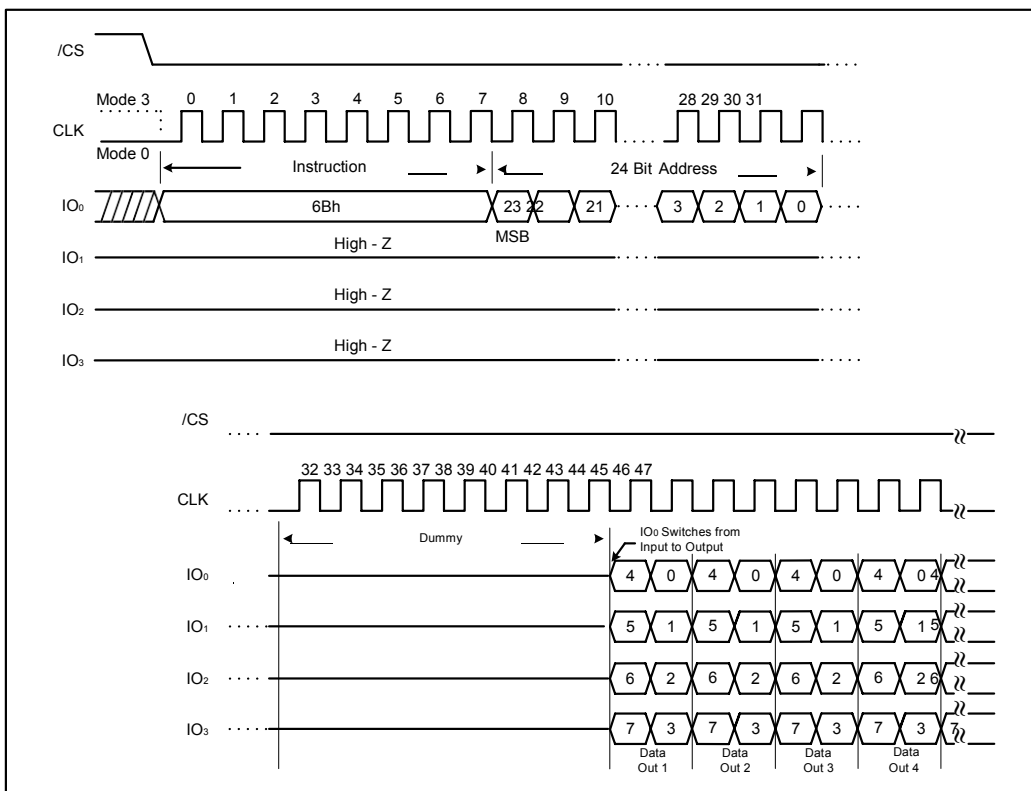 /CS
Mode 3 0 1 2 3 4 5 6 7 8 9 10 28 29 30 31
CLK
Mode 0
Instruction 24 Bit Address
IO0 6Bh 23 22 21 3 2 1 0
MSB
High - Z
IO1
High - Z
IO2
High - Z
IO3
/CS
32 33 34 35 36 37 38 39 40 41 42 43 44 45 46 47
CLK
Dummy IO0 Switches from
Input to Output
IO0 4 0 4 0 4 0 4 0 4
IO1 5 1 5 1 5 1 5 1 5
IO2 6 2 6 2 6 2 6 2 6
IO3 7 3 7 3 7 3 7 3 7
Data Data Data Data
Out 1 Out 2 Out 3 Out 4